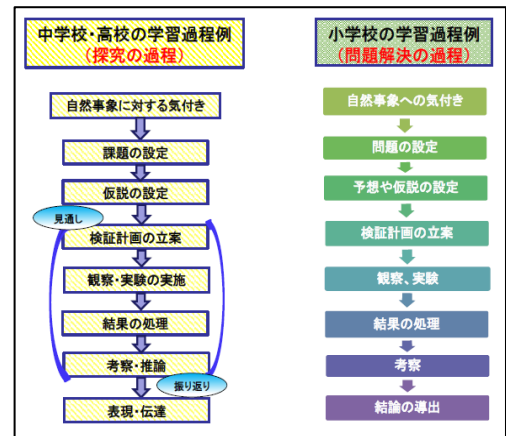 中学校・高校の学習過程例
(探究の過程)
自然事象に対する気付き
課題の設定
仮説の設定
見通し
検証計画の立案
観察・実験の実施
結果の処理
考察・推論
振り返り
表現・伝達
小学校の学習過程例
(問題解決の過程)
自然事象への気付き
問題の設定
予想や仮説の設定
検証計画の立案
観察、実験
結果の処理
考察
結論の導出